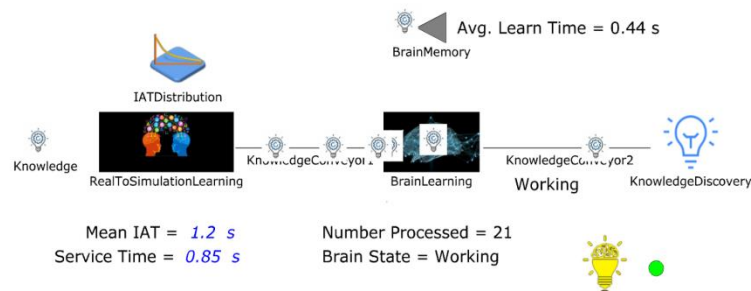 Avg. Learn Time = 0.44 s
BrainMemory
IATDistribution
Knowledge
RealToSimulationLearning
KnowledgeConveyor1
BrainLearning
KnowledgeConveyor2
Working
KnowledgeDiscovery
Mean IAT = 1.2 s
Service Time = 0.85 s
Number Processed = 21
Brain State = Working